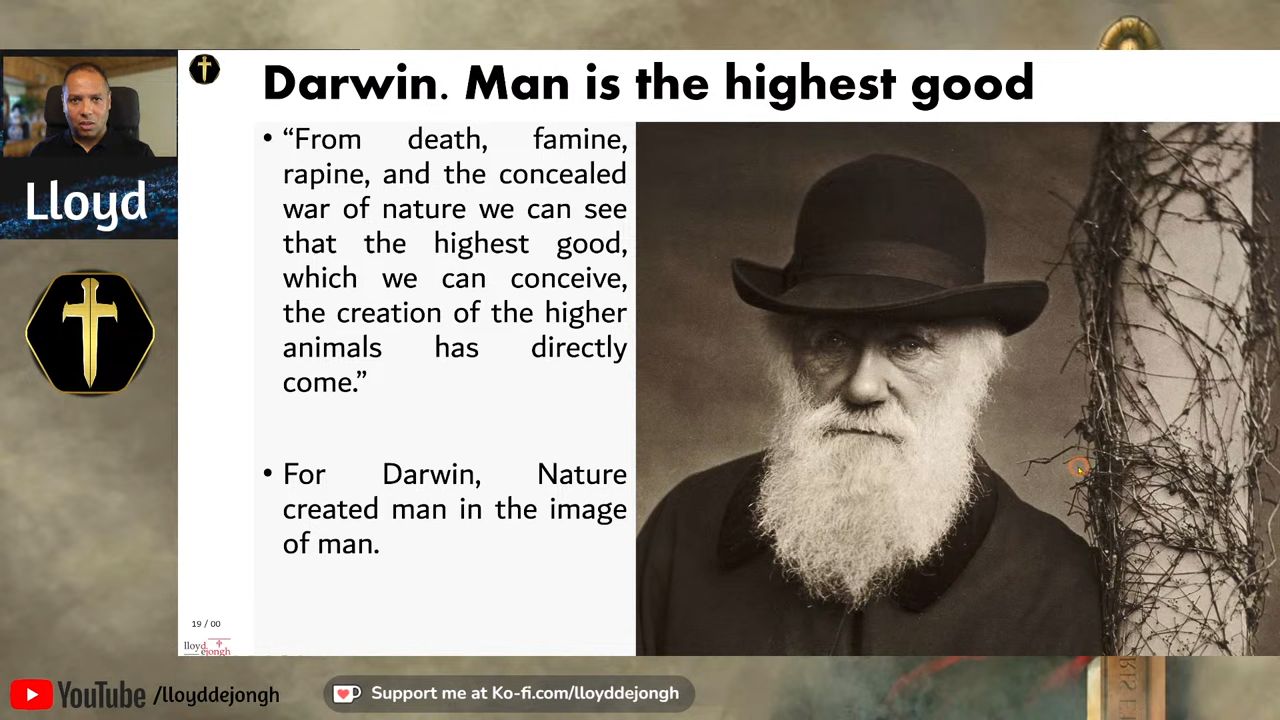 Darwin. Man is the highest good
• “From death, famine,
rapine, and the concealed
war of nature we can see
that the highest good,
which we can conceive,
the creation of the higher
animals has directly
come.”
• For Darwin, Nature
created man in the image
of man.
Lloyd
19 / 00
lloyd
ejongh
YouTube /lloyddejongh
Support me at Ko-fi.com/lloyddejongh